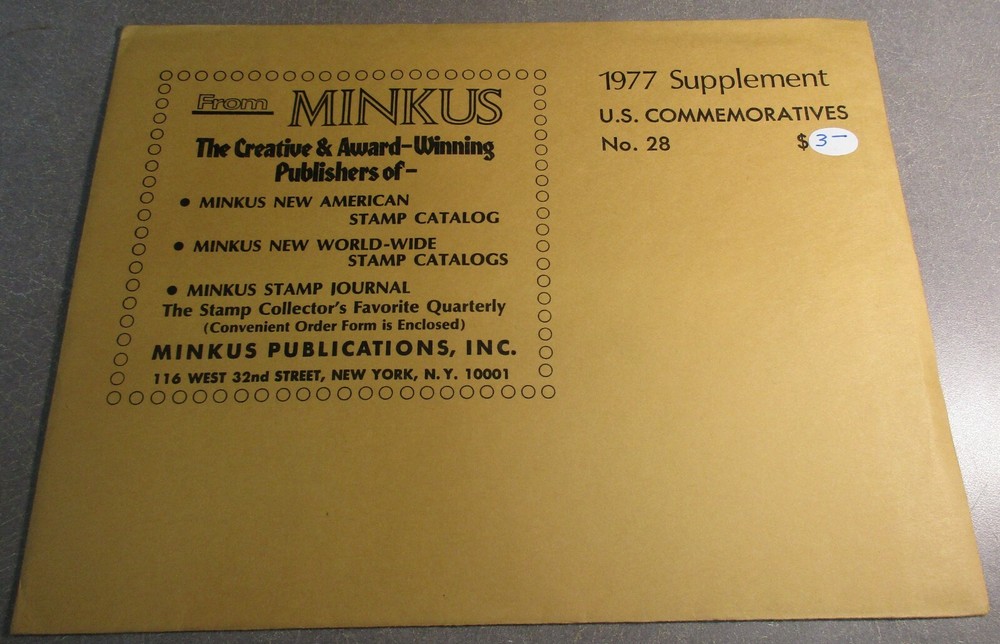 From MINKUS
The Creative & Award-Winning
Publishers of-
• MINKUS NEW AMERICAN
STAMP CATALOG
• MINKUS NEW WORLD-WIDE
STAMP CATALOGS
• MINKUS STAMP JOURNAL
The Stamp Collector's Favorite Quarterly
(Convenient Order Form is Enclosed)
MINKUS PUBLICATIONS, INC.
116 WEST 32nd STREET, NEW YORK, N.Y. 10001
1977 Supplement
U.S. COMMEMORATIVES
No. 28 $3-